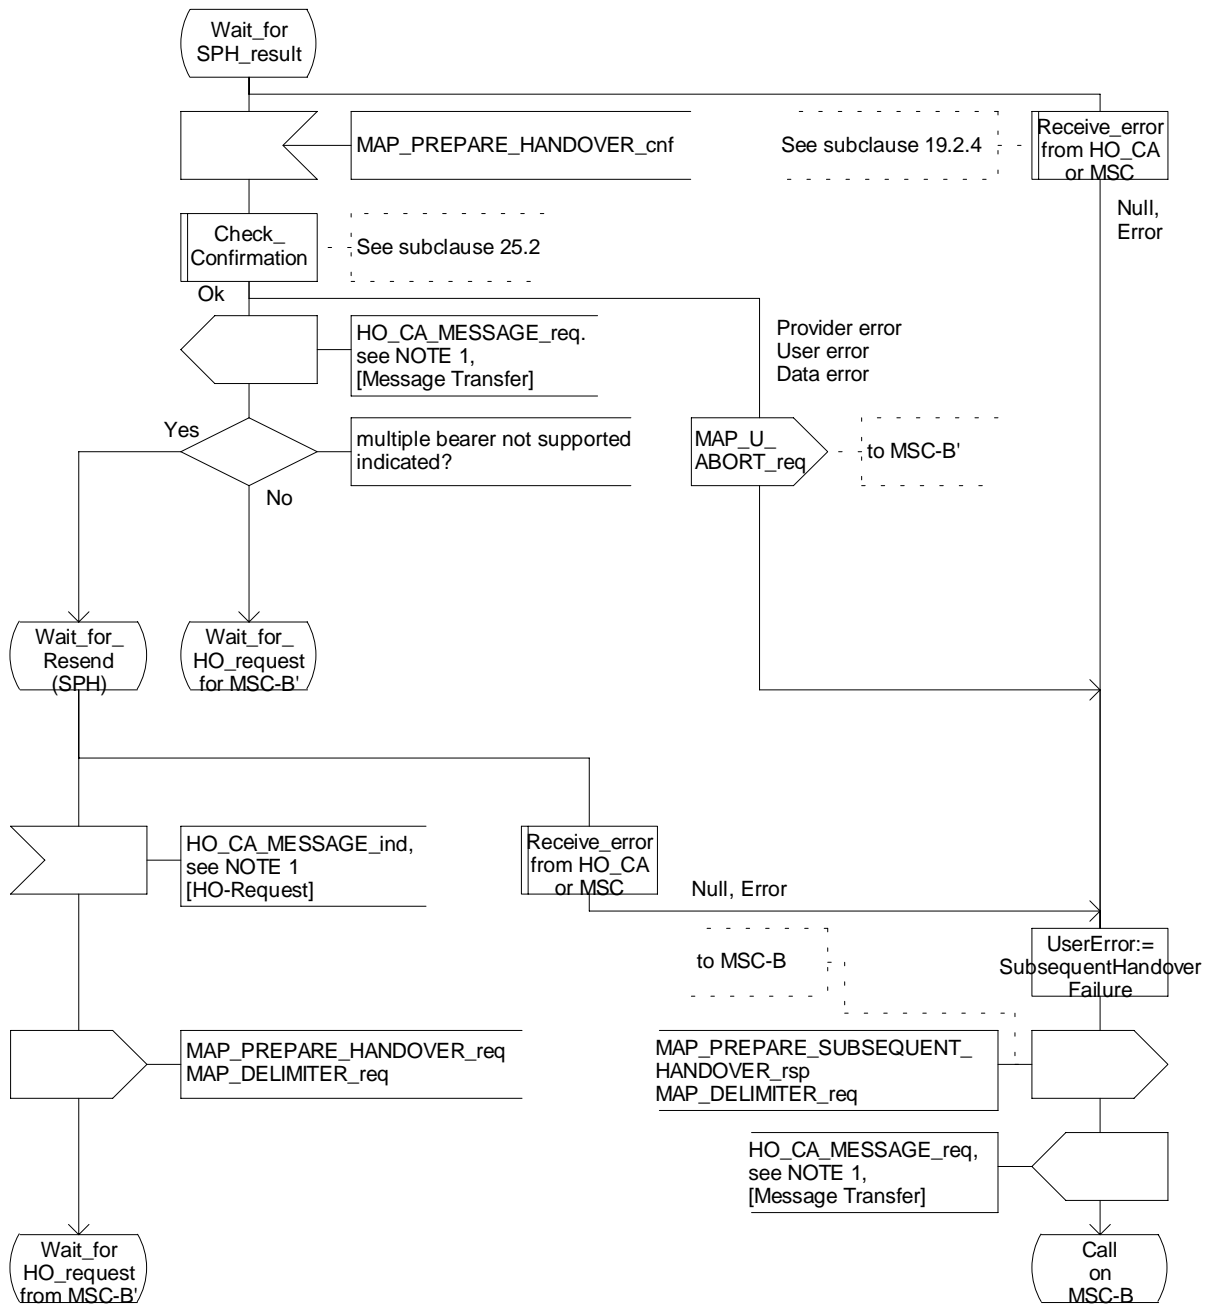 Wait_for
SPH_result
MAP_PREPARE_HANDOVER_cnf
See subclause 19.2.4
Receive_error
from HO_CA
or MSC
Null,
Error
Check_
Confirmation
See subclause 25.2
Ok
HO_CA_MESSAGE_req.
see NOTE 1,
[Message Transfer]
Provider error
User error
Data error
Yes
multiple bearer not supported
indicated?
No
MAP_U_
ABORT_req
to MSC-B'
Wait_for_
Resend
(SPH)
Wait_for_
HO_request
for MSC-B'
HO_CA_MESSAGE_ind,
see NOTE 1
[HO-Request]
Receive_error
from HO_CA
or MSC
Null, Error
to MSC-B
UserError:=
SubsequentHandover
Failure
MAP_PREPARE_HANDOVER_req
MAP_DELIMITER_req
MAP_PREPARE_SUBSEQUENT_
HANDOVER_rsp
MAP_DELIMITER_req
HO_CA_MESSAGE_req,
see NOTE 1,
[Message Transfer]
Wait_for
HO_request
from MSC-B'
Call
on
MSC-B